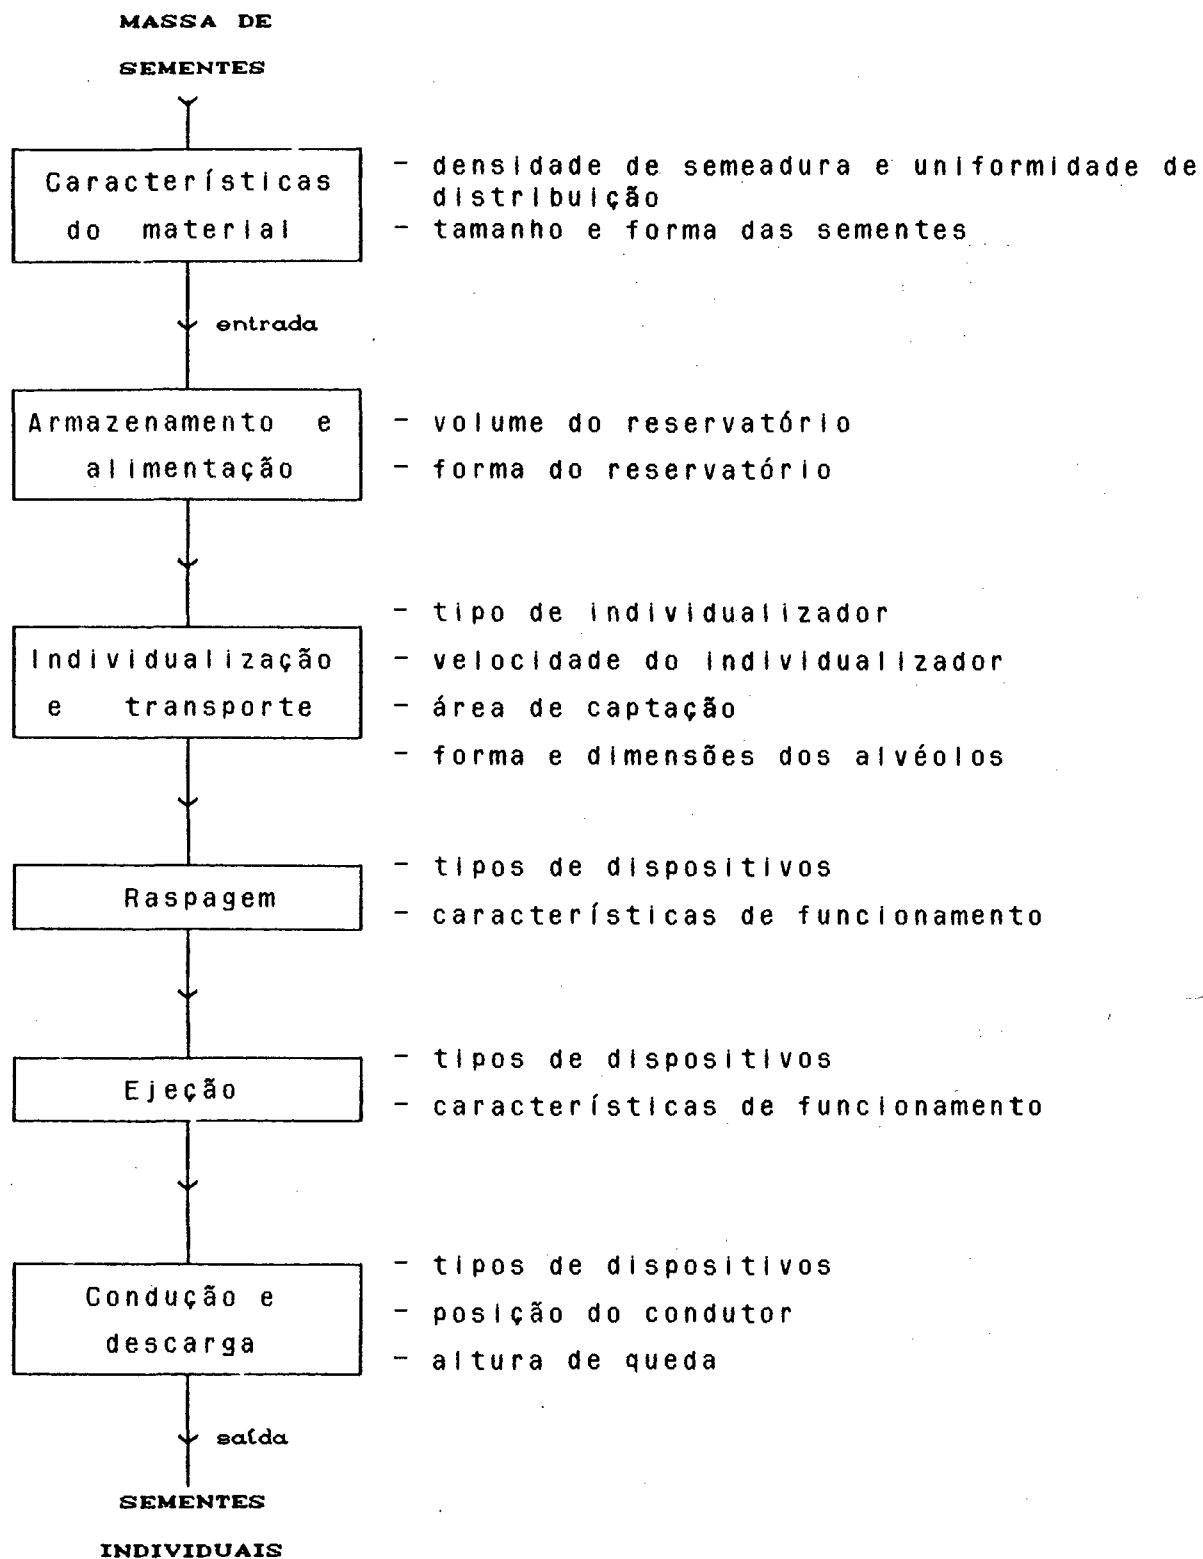 MASSA DE
SEMENTES
Características
do material
- densidade de semeadura e uniformidade de
distribuição
- tamanho e forma das sementes
entrada
Armazenamento e
alimentação
- volume do reservatório
- forma do reservatório
Individualização
e transporte
- tipo de individualizador
- velocidade do individualizador
- área de captação
- forma e dimensões dos alvéolos
Raspagem
- tipos de dispositivos
- características de funcionamento
Ejeção
- tipos de dispositivos
- características de funcionamento
Condução e
descarga
- tipos de dispositivos
- posição do condutor
- altura de queda
saída
SEMENTES
INDIVIDUAIS